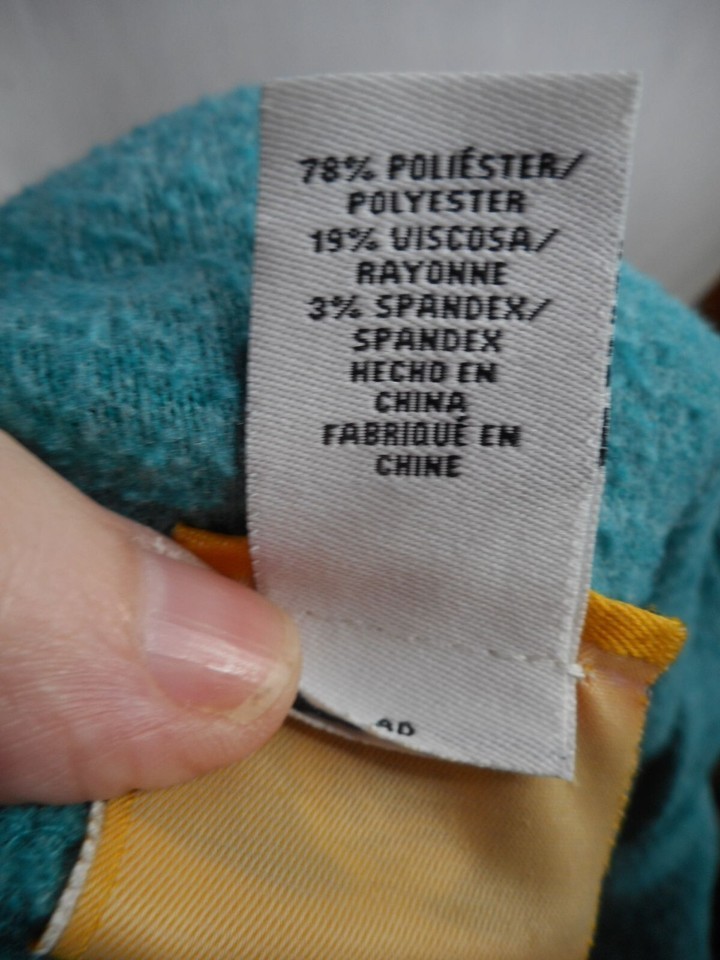 78% POLIÉSTER/
POLYESTER
19% VISCOSA/
RAYONNE
3% SPANDEX/
SPANDEX
HECHO EN
CHINA
FABRIQUÉ EN
CHINE